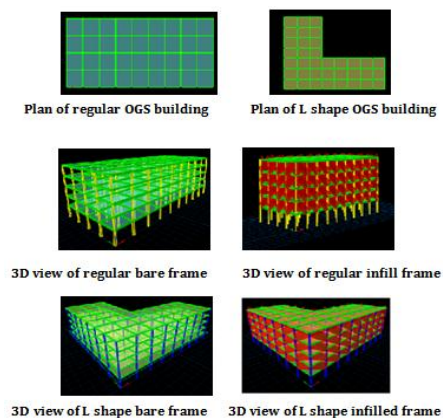 Plan of regular OGS building
Plan of L shape OGS building
3D view of regular bare frame
3D view of regular infill frame
3D view of L shape bare frame
3D view of L shape infilled frame